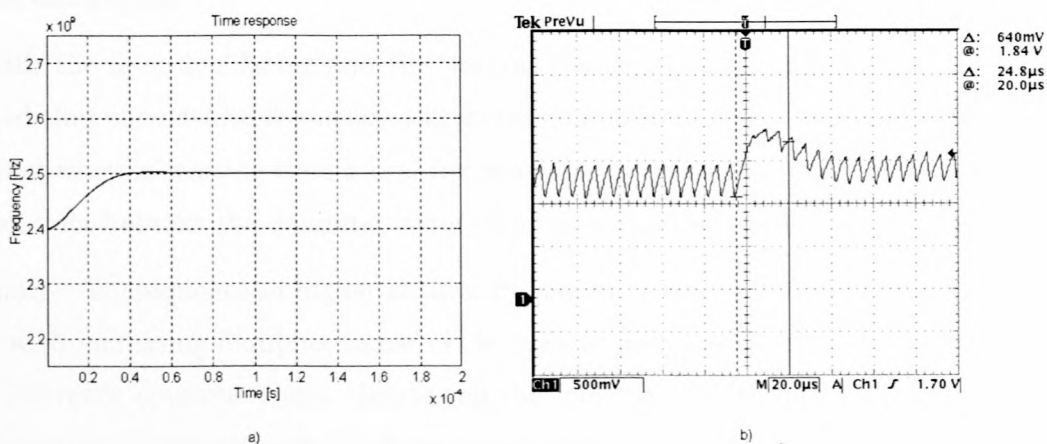 x 10⁹
Time response
2.7
2.6
2.5
2.4
2.3
2.2
Frequency [Hz]
0.2 0.4 0.6 0.8 1 1.2 1.4 1.6 1.8 2
Time [s]
x 10⁻⁴
a)
Tek PreVu
T
Δ: 640mV
@: 1.84 V
Δ: 24.8µs
@: 20.0µs
1
Ch1 500mV M 20.0µs A Ch1 ƒ 1.70 V
b)